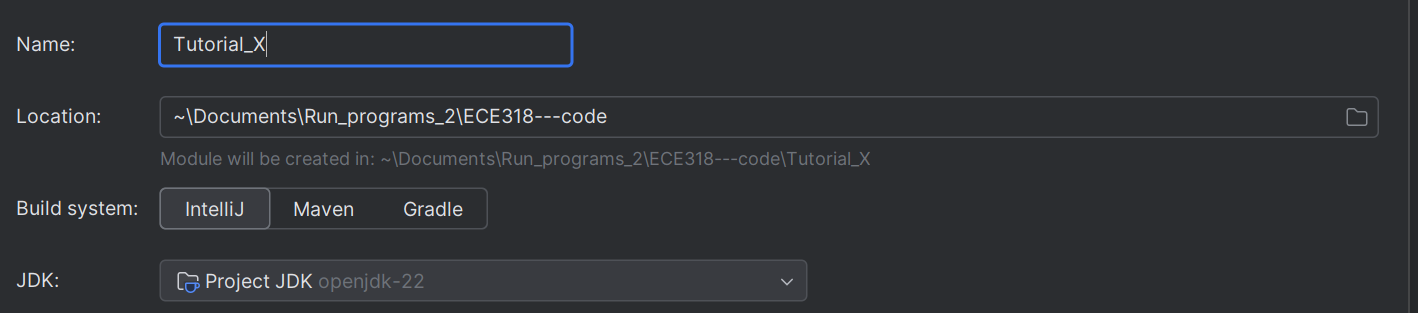 Name: Tutorial_X
Location: ~\Documents\Run_programs_2\ECE318---code
Module will be created in: ~\Documents\Run_programs_2\ECE318---code\Tutorial_X
Build system: IntelliJ Maven Gradle
JDK: Project JDK openjdk-22